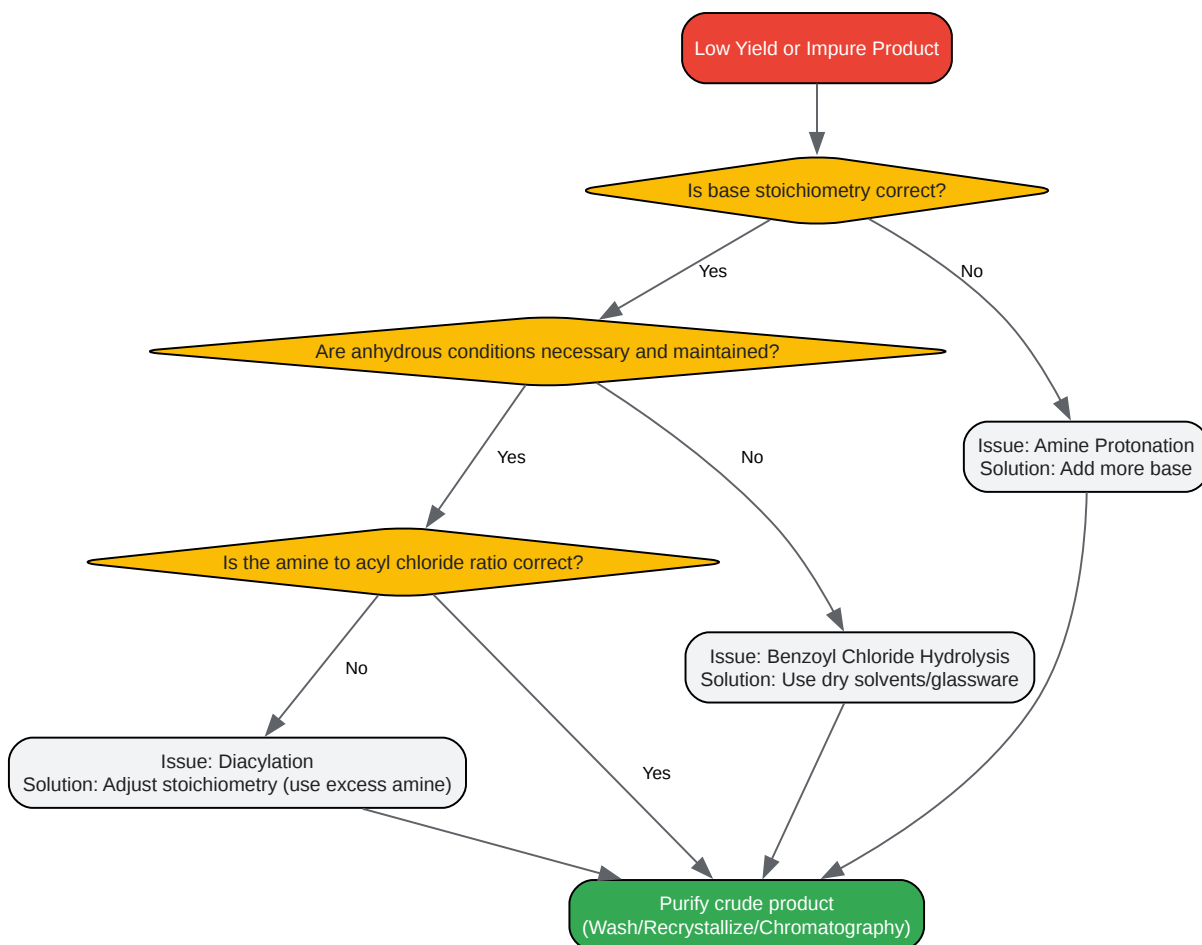 Low Yield or Impure Product
Is base stoichiometry correct?
Yes
No
Are anhydrous conditions necessary and maintained?
Issue: Amine Protonation
Solution: Add more base
Yes
No
Is the amine to acyl chloride ratio correct?
Issue: Benzoyl Chloride Hydrolysis
Solution: Use dry solvents/glassware
No
Issue: Diacylation
Solution: Adjust stoichiometry (use excess amine)
Yes
Purify crude product
(Wash/Recrystallize/Chromatography)